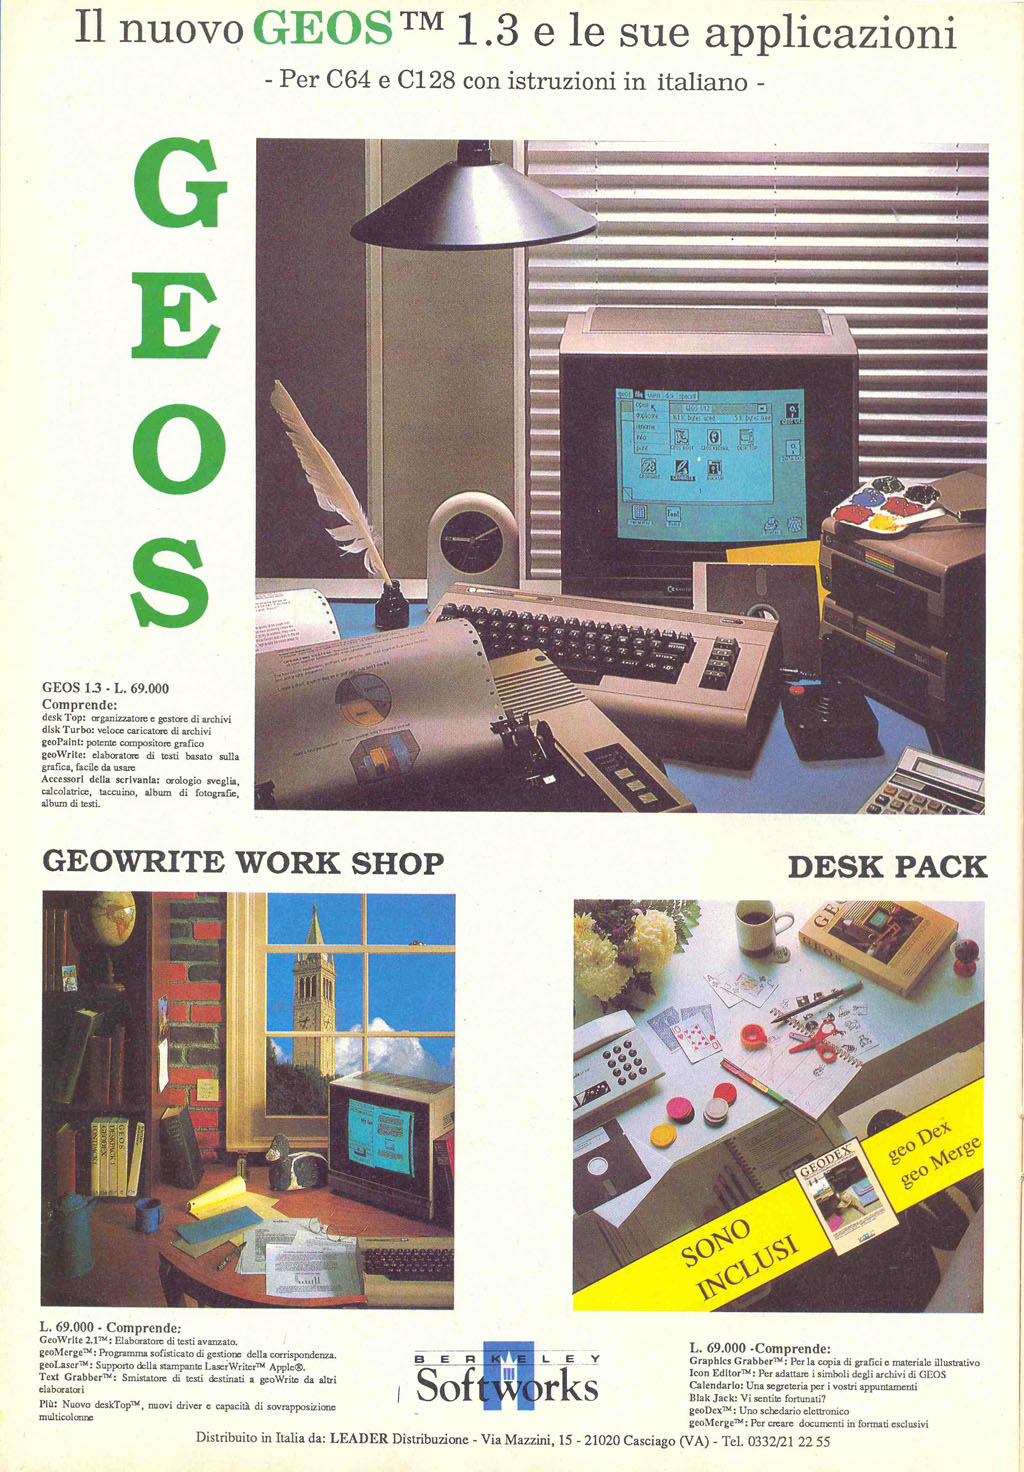 Il nuovo GEOS™ 1.3 e le sue applicazioni
- Per C64 e C128 con istruzioni in italiano -
G
E
O
S
GEOS 1.3 - L. 69.000
Comprende:
desk Top: organizzatore e gestore di archivi
disk Turbo: veloce caricatore di archivi
geoPaint: potente compositore grafico
geoWrite: elaboratore di testi basato sulla
grafica, facile da usare
Accessori della scrivania: orologio sveglia,
calcolatrice, taccuino, album di fotografie,
album di testi.
GEOWRITE WORK SHOP
DESK PACK
GEOS
GEODEX
geo Dex
geo Merge
SONO
INCLUSI
L. 69.000 - Comprende:
GeoWrite 2.1™: Elaboratore di testi avanzato.
geoMerge™: Programma sofisticato di gestione della corrispondenza.
geoLaser™: Supporto della stampante LaserWriter™ Apple®.
Text Grabber™: Smistatore di testi destinati a geoWrite da altri
elaboratori
Più: Nuovo deskTop™, nuovi driver e capacità di sovrapposizione
multicolonne
BERKELEY
Softworks
L. 69.000 -Comprende:
Graphics Grabber™: Per la copia di grafici e materiale illustrativo
Icon Editor™: Per adattare i simboli degli archivi di GEOS
Calendario: Una segreteria per i vostri appuntamenti
Blak Jack: Vi sentite fortunati?
geoDex™: Uno schedario elettronico
geoMerge™: Per creare documenti in formati esclusivi
Distribuito in Italia da: LEADER Distribuzione - Via Mazzini, 15 - 21020 Casciago (VA) - Tel. 0332/21 22 55